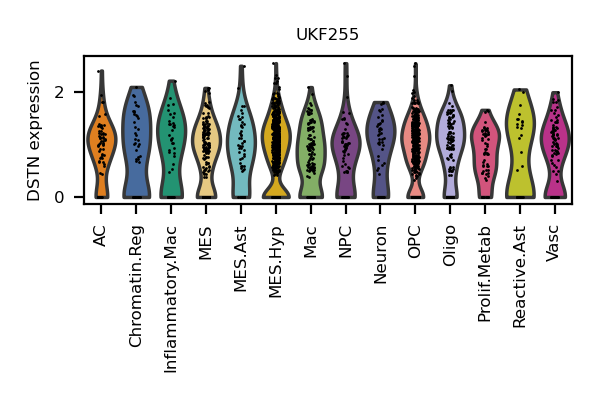 UKF255
DSTN expression
2
0
AC
Chromatin.Reg
Inflammatory.Mac
MES
MES.Ast
MES.Hyp
Mac
NPC
Neuron
OPC
Oligo
Prolif.Metab
Reactive.Ast
Vasc